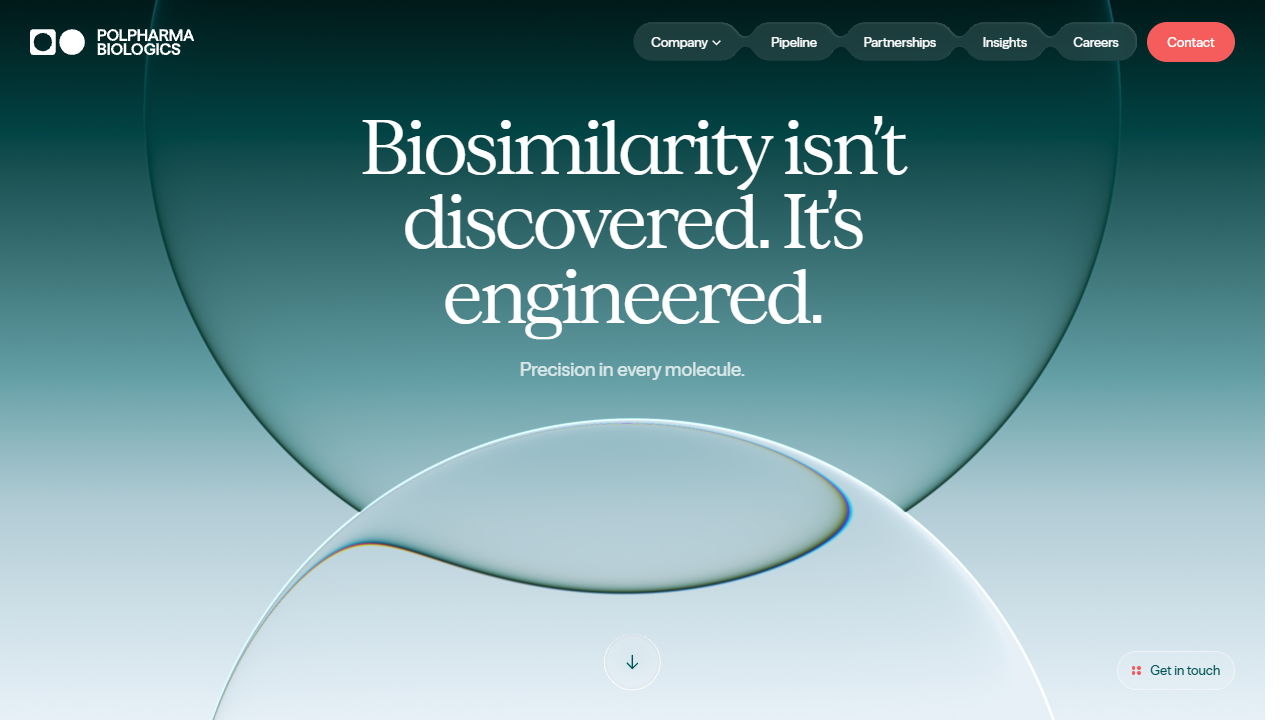 POLPHARMA
BIOLOGICS
Company
Pipeline
Partnerships
Insights
Careers
Contact
Biosimilarity isn’t
discovered. It’s
engineered.
Precision in every molecule.
Get in touch